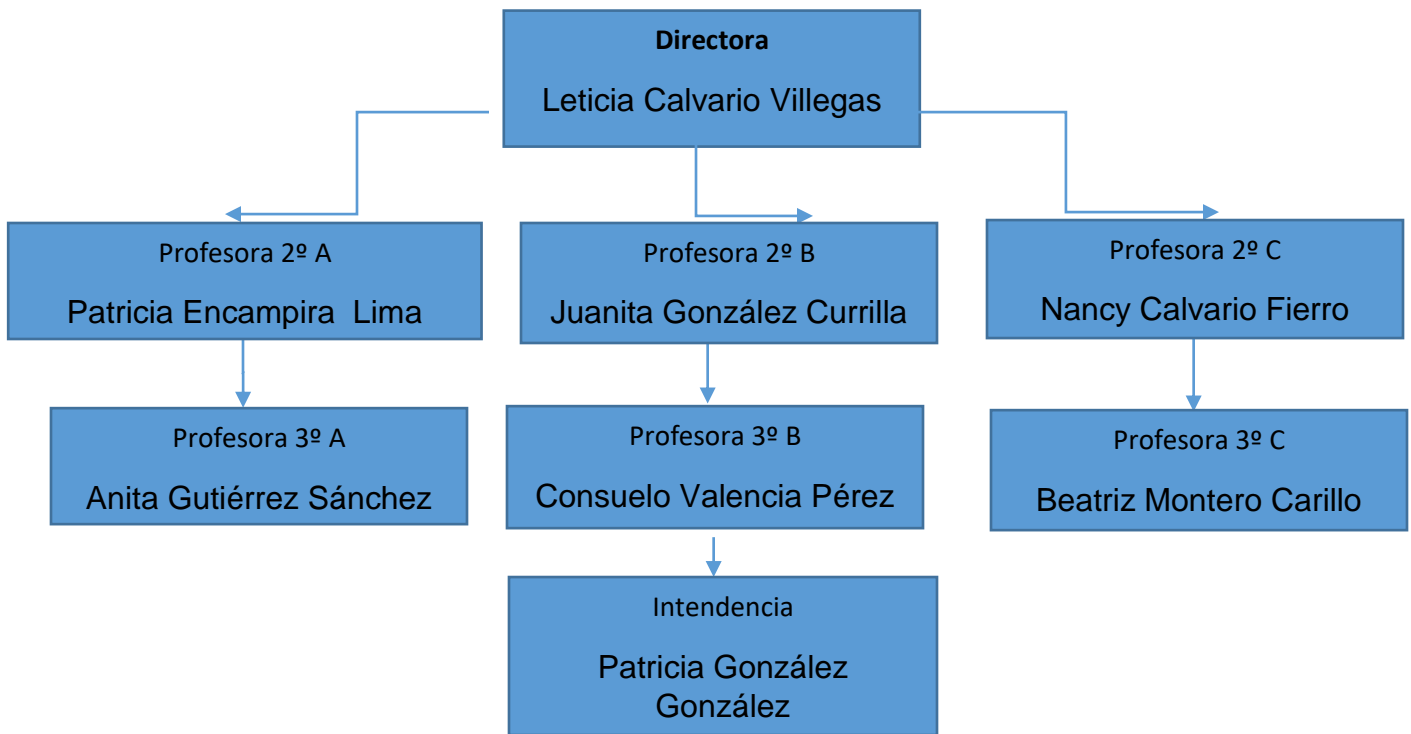 Directora
Leticia Calvario Villegas
Profesora 2º A
Patricia Encampira  Lima
Profesora 2º B
Juanita González Currilla
Profesora 2º C
Nancy Calvario Fierro
Profesora 3º A
Anita Gutiérrez Sánchez
Profesora 3º B
Consuelo Valencia Pérez
Profesora 3º C
Beatriz Montero Carillo
Intendencia
Patricia González
González